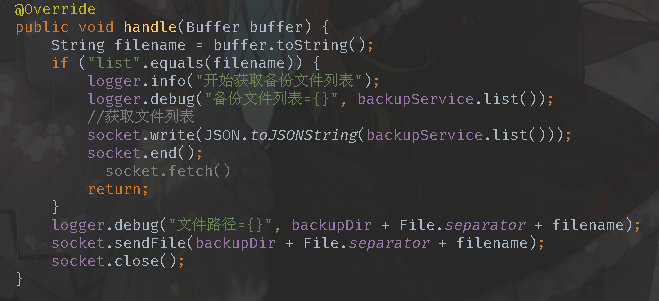 @Override
public void handle(Buffer buffer) {
    String filename = buffer.toString();
    if ("list".equals(filename)) {
        logger.info("开始获取备份文件列表");
        logger.debug("备份文件列表={}", backupService.list());
        //获取文件列表
        socket.write(JSON.toJSONString(backupService.list()));
        socket.end();
          socket.fetch()
        return;
    }
    logger.debug("文件路径={}", backupDir + File.separator + filename);
    socket.sendFile(backupDir + File.separator + filename);
    socket.close();
}